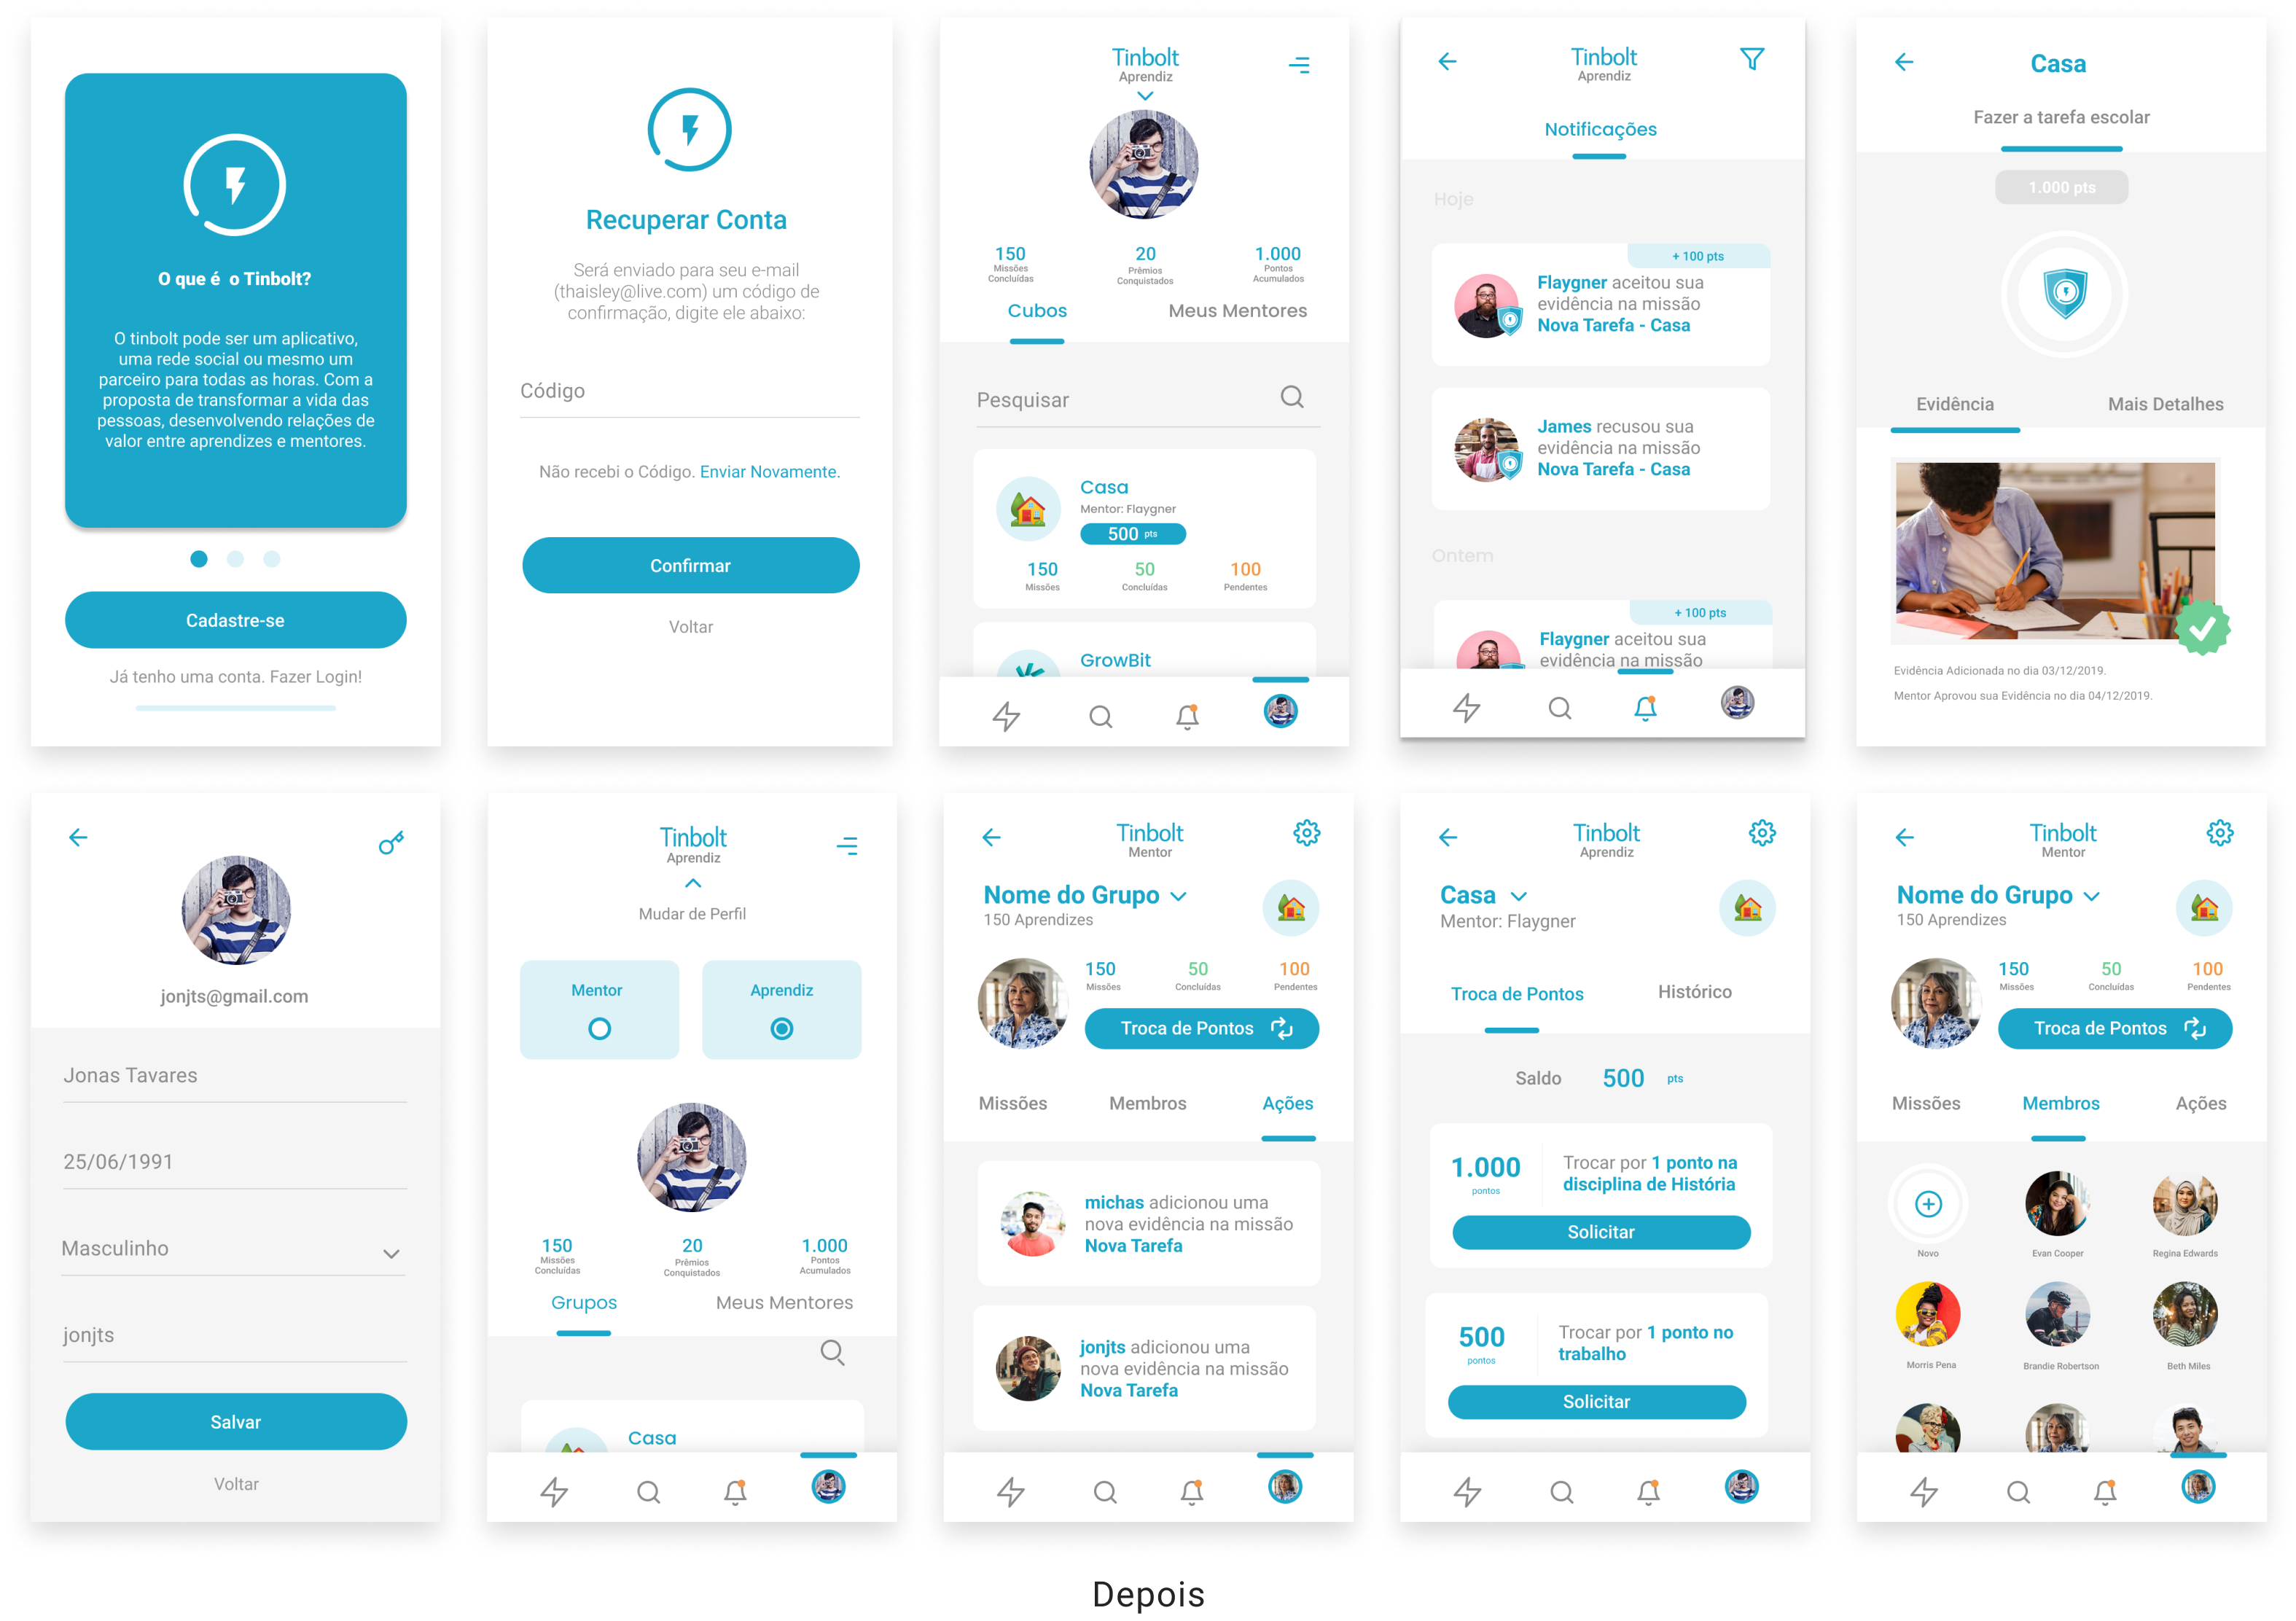 O que é o Tinbolt?
O tinbolt pode ser um aplicativo,
uma rede social ou mesmo um
parceiro para todas as horas. Com a
proposta de transformar a vida das
pessoas, desenvolvendo relações de
valor entre aprendizes e mentores.
Cadastre-se
Já tenho uma conta. Fazer Login!
Recuperar Conta
Será enviado para seu e-mail
(thaisley@live.com) um código de
confirmação, digite ele abaixo:
Código
Não recebi o Código. Enviar Novamente.
Confirmar
Voltar
Tinbolt
Aprendiz
150 20 1.000
Missões Concluídas Prêmios Conquistados Pontos Acumulados
Cubos Meus Mentores
Pesquisar
Casa
Mentor: Flaygner
500 pts
150 50 100
Missões Concluídas Pendentes
GrowBit
Tinbolt
Aprendiz
Notificações
Hoje
+ 100 pts
Flaygner aceitou sua
evidência na missão
Nova Tarefa - Casa
James recusou sua
evidência na missão
Nova Tarefa - Casa
Ontem
+ 100 pts
Flaygner aceitou sua
evidência na missão
Casa
Fazer a tarefa escolar
1.000 pts
Evidência Mais Detalhes
Evidência Adicionada no dia 03/12/2019.
Mentor Aprovou sua Evidência no dia 04/12/2019.
jonjts@gmail.com
Jonas Tavares
25/06/1991
Masculinho
jonjts
Salvar
Voltar
Tinbolt
Aprendiz
Mudar de Perfil
Mentor Aprendiz
150 20 1.000
Missões Concluídas Prêmios Conquistados Pontos Acumulados
Grupos Meus Mentores
Casa
Tinbolt
Mentor
Nome do Grupo
150 Aprendizes
150 50 100
Missões Concluídas Pendentes
Troca de Pontos
Missões Membros Ações
michas adicionou uma
nova evidência na missão
Nova Tarefa
jonjts adicionou uma
nova evidência na missão
Nova Tarefa
Tinbolt
Aprendiz
Casa
Mentor: Flaygner
Troca de Pontos Histórico
Saldo 500 pts
1.000 pontos
Trocar por 1 ponto na
disciplina de História
Solicitar
500 pontos
Trocar por 1 ponto no
trabalho
Solicitar
Tinbolt
Mentor
Nome do Grupo
150 Aprendizes
150 50 100
Missões Concluídas Pendentes
Troca de Pontos
Missões Membros Ações
Novo Evan Cooper Regina Edwards
Morris Pena Brandie Robertson Beth Miles
Depois